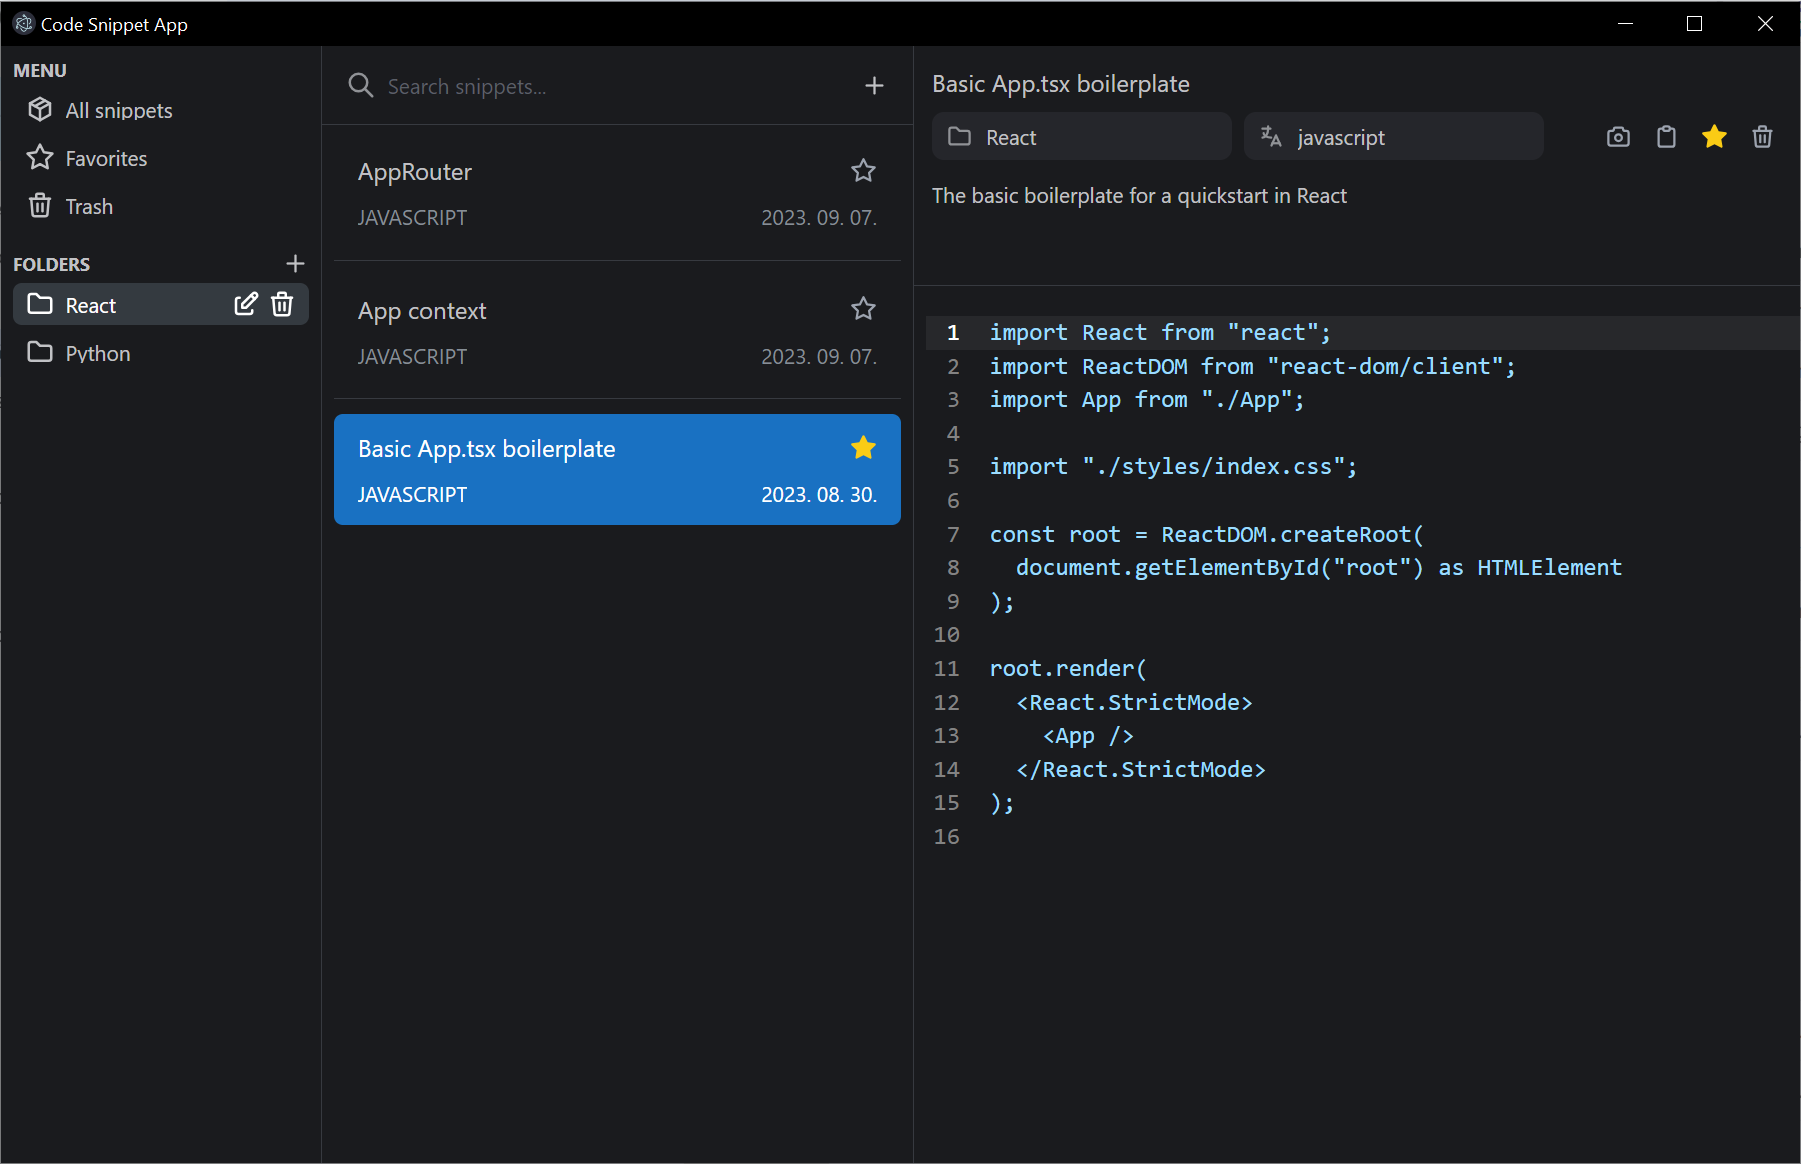 Code Snippet App
MENU
All snippets
Favorites
Trash
FOLDERS
React
Python
Search snippets...
AppRouter
JAVASCRIPT 2023. 09. 07.
App context
JAVASCRIPT 2023. 09. 07.
Basic App.tsx boilerplate
JAVASCRIPT 2023. 08. 30.
Basic App.tsx boilerplate
React javascript
The basic boilerplate for a quickstart in React
1 import React from "react";
2 import ReactDOM from "react-dom/client";
3 import App from "./App";
4
5 import "./styles/index.css";
6
7 const root = ReactDOM.createRoot(
8   document.getElementById("root") as HTMLElement
9 );
10
11 root.render(
12   <React.StrictMode>
13     <App />
14   </React.StrictMode>
15 );
16